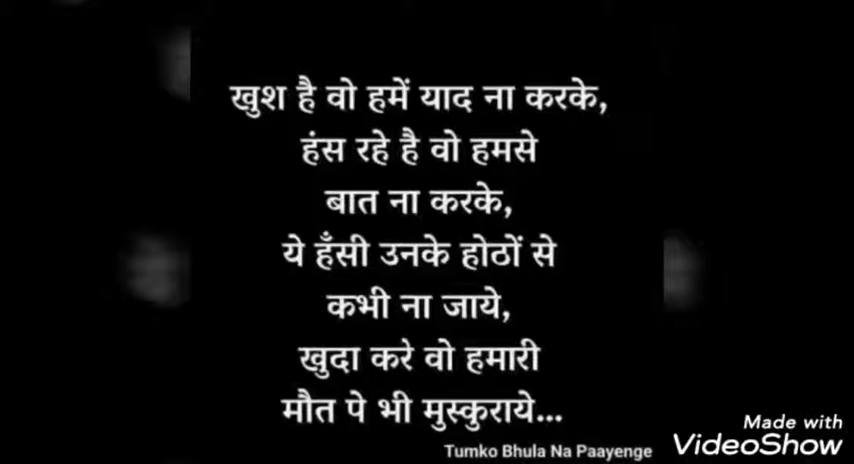 खुश है वो हमें याद ना करके,
हंस रहे है वो हमसे
बात ना करके,
ये हँसी उनके होठों से
कभी ना जाये,
खुदा करे वो हमारी
मौत पे भी मुस्कुराये...
Tumko Bhula Na Paayenge
Made with
VideoShow